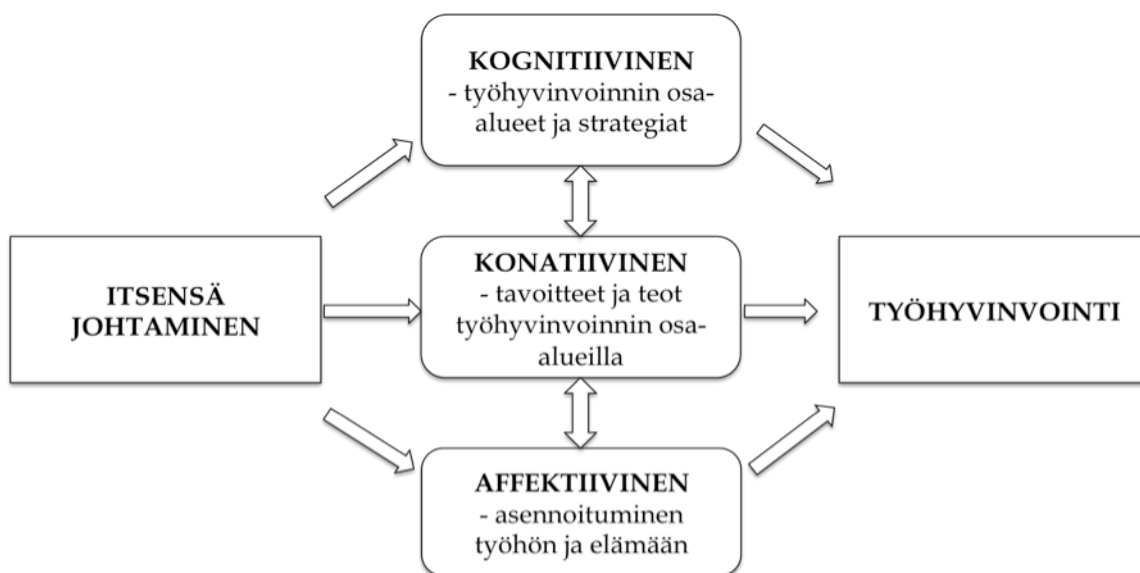 KOGNITIIVINEN
- työhyvinvoinnin osa-
alueet ja strategiat
ITSENSÄ
JOHTAMINEN
KONATIIVINEN
- tavoitteet ja teot
työhyvinvoinnin osa-
alueilla
TYÖHYVINVOINTI
AFFEKTIIVINEN
- asennoituminen
työhön ja elämään